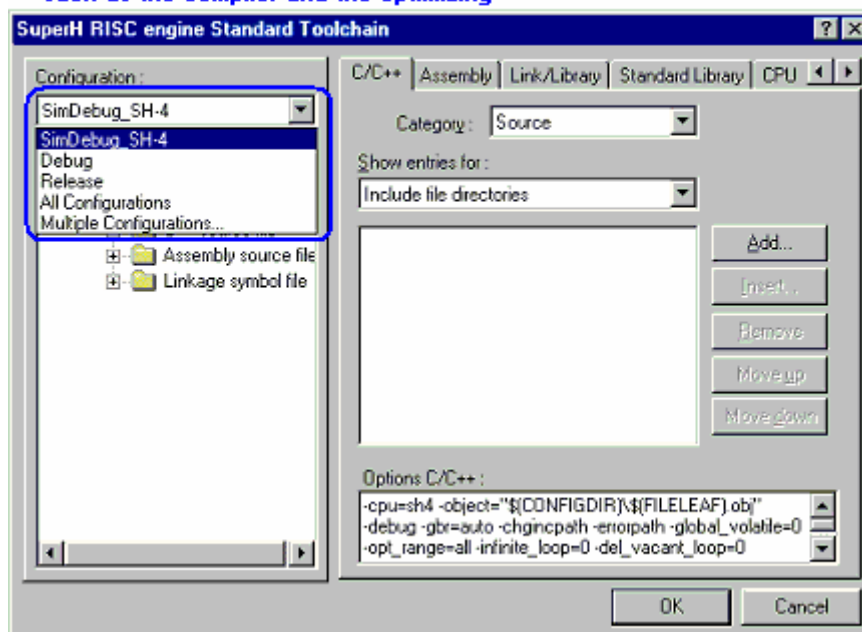 SuperH RISC engine Standard Toolchain
Configuration :
SimDebug_SH-4
SimDebug_SH-4
Debug
Release
All Configurations
Multiple Configurations...
Assembly source file
Linkage symbol file
C/C++ Assembly Link/Library Standard Library CPU
Category : Source
Show entries for :
Include file directories
Add...
Insert...
Remove
Move up
Move down
Options C/C++ :
-cpu=sh4 -object="$(CONFIGDIR)\$(FILELEAF).obj"
-debug -gbr=auto -chgincpath -errorpath -global_volatile=0
-opt_range=all -infinite_loop=0 -del_vacant_loop=0
OK Cancel